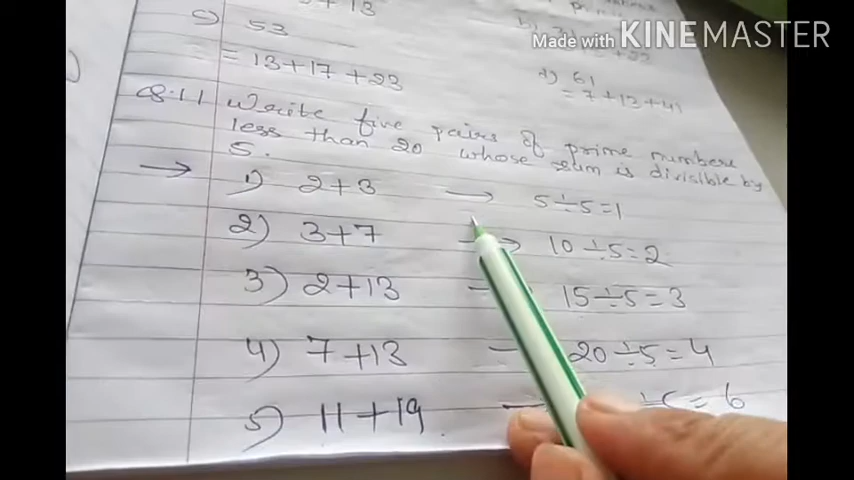 + 13
Made with KINEMASTER
c) 53
= 13 + 17 + 23
d) 61
= 7 + 13 + 41
Q.11 Write five pairs of prime numbers
less than 20 whose sum is divisible by
5.
→ 1) 2+3 → 5÷5=1
2) 3+7 → 10÷5=2
3) 2+13 15÷5=3
4) 7+13 20÷5=4
5) 11+19 = 6